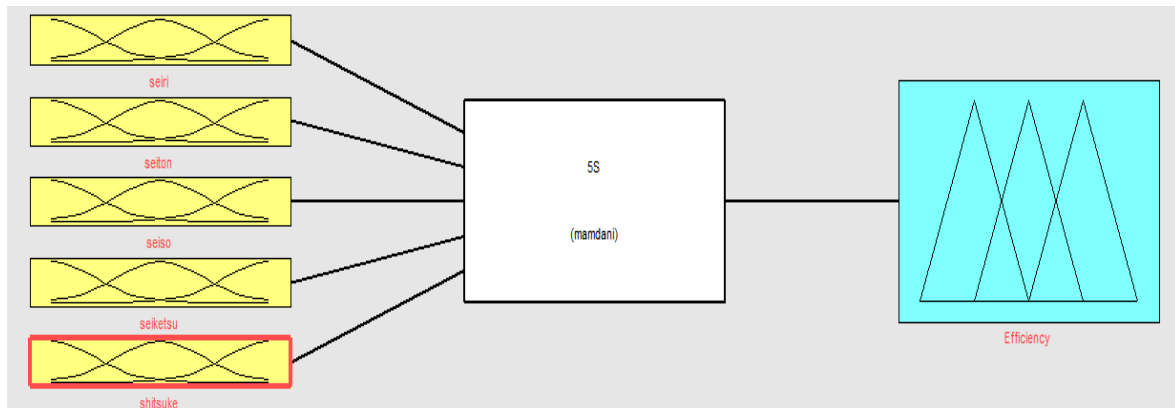 seiri
seiton
seiso
seiketsu
shitsuke
5S
(mamdani)
Efficiency